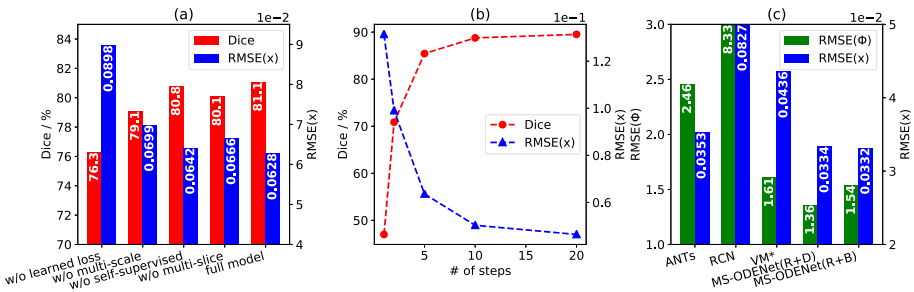 (a)
1e−2
Dice / %
84
82
80
78
76
74
72
70
9
8
7
6
5
4
RMSE(x)
Dice
RMSE(x)
76.3
0.0898
79.1
0.0699
80.8
0.0642
80.1
0.0666
81.1
0.0628
w/o learned loss
w/o multi-scale
w/o self-supervised
w/o multi-slice
full model
(b)
1e−1
Dice / %
90
80
70
60
50
1.2
1.0
0.8
0.6
RMSE(x)
Dice
RMSE(x)
5
10
15
20
# of steps
(c)
1e−2
RMSE(Φ)
3.0
2.5
2.0
1.5
1.0
5
4
3
2
RMSE(x)
RMSE(Φ)
RMSE(x)
2.46
0.0353
8.33
0.0827
1.61
0.0436
1.36
0.0334
1.54
0.0332
ANTs
RCN
VM*
MS-ODENet(R+D)
MS-ODENet(R+B)